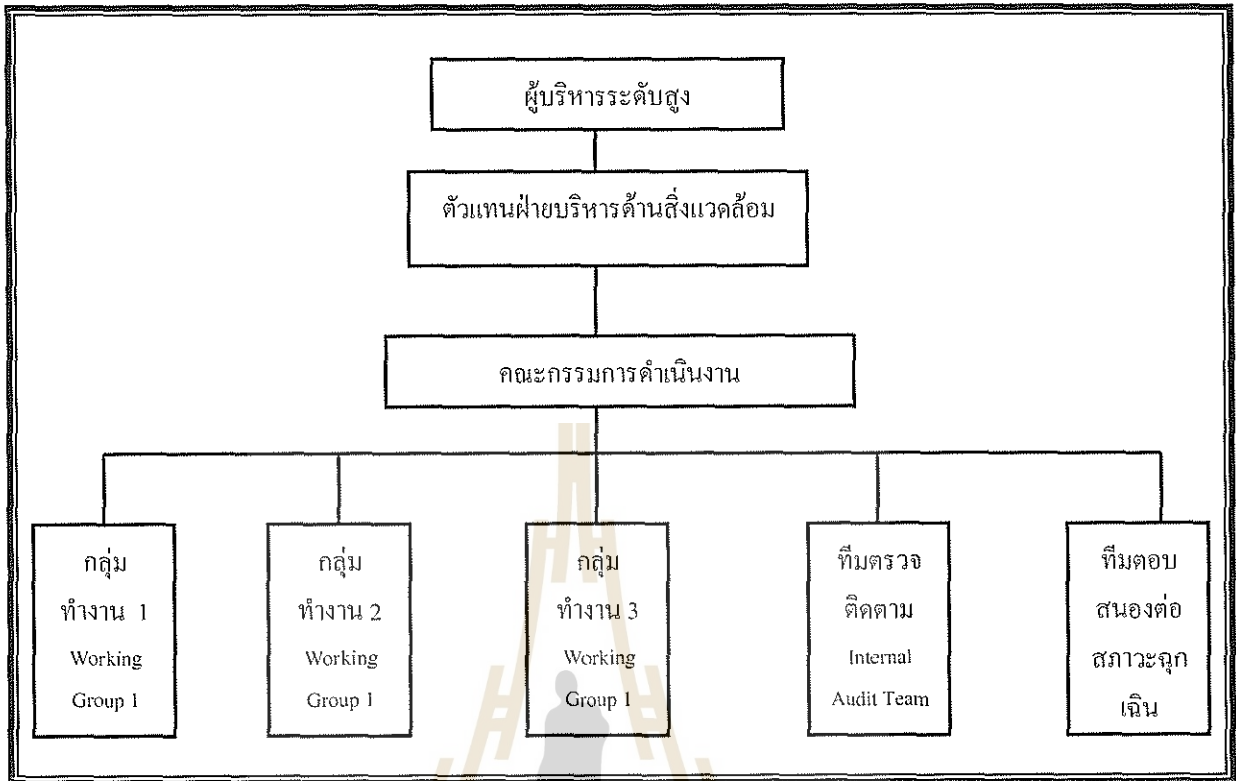 ผู้บริหารระดับสูง
ตัวแทนฝ่ายบริหารด้านสิ่งแวดล้อม
คณะกรรมการดำเนินงาน
กลุ่ม
ทำงาน 1
Working
Group 1
กลุ่ม
ทำงาน 2
Working
Group 1
กลุ่ม
ทำงาน 3
Working
Group 1
ทีมตรวจ
ติดตาม
Internal
Audit Team
ทีมตอบ
สนองต่อ
สภาวะฉุก
เฉิน